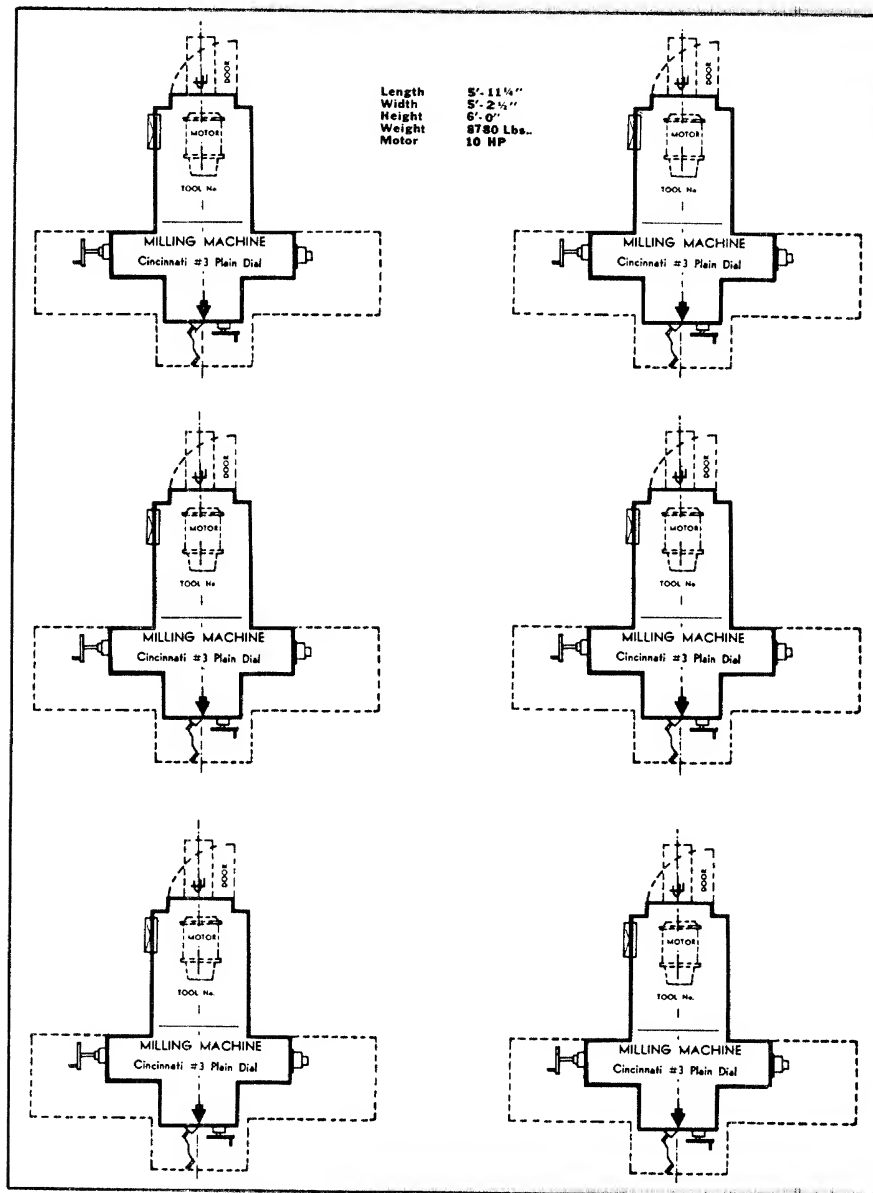 DOOR
Length 5'-11¼"
Width 5'-2½"
Height 6'-0"
Weight 8780 Lbs..
Motor 10 HP
DOOR
MOTOR
TOOL No.
MILLING MACHINE
Cincinnati #3 Plain Dial
MOTOR
TOOL No.
MILLING MACHINE
Cincinnati #3 Plain Dial
DOOR
MOTOR
TOOL No
MILLING MACHINE
Cincinnati #3 Plain Dial
DOOR
MOTOR
TOOL No
MILLING MACHINE
Cincinnati #3 Plain Dial
DOOR
MOTOR
TOOL No.
MILLING MACHINE
Cincinnati #3 Plain Dial
DOOR
MOTOR
TOOL No.
MILLING MACHINE
Cincinnati #3 Plain Dial